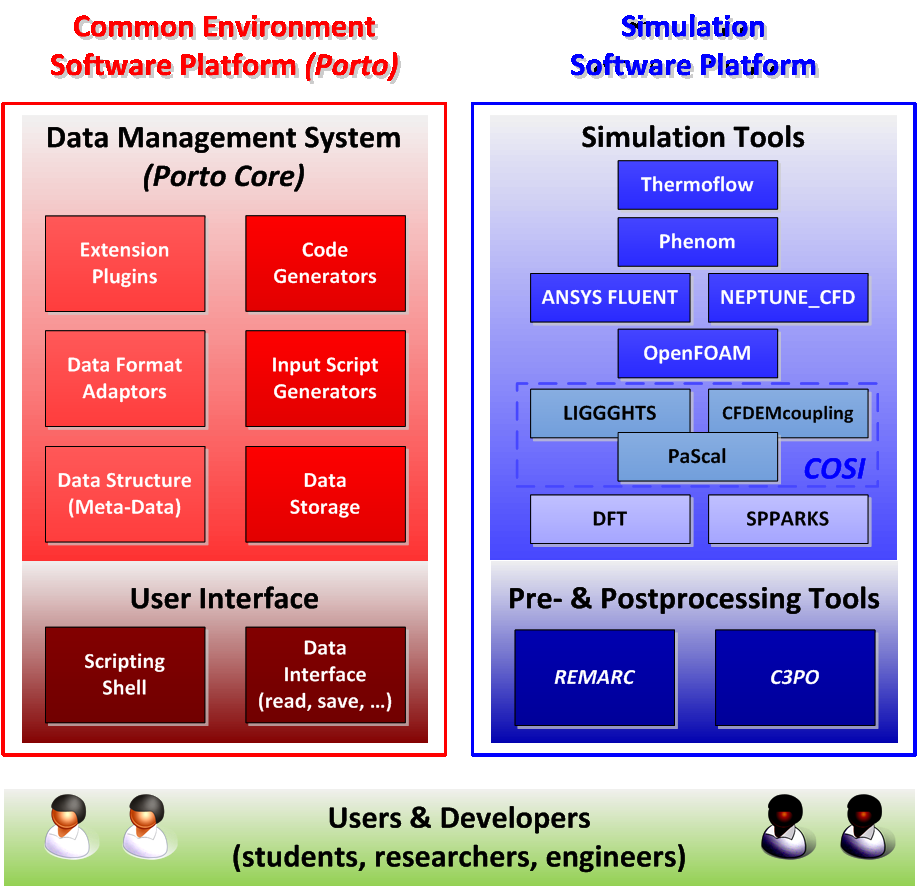 Common Environment
Software Platform (Porto)
Data Management System
(Porto Core)
Extension
Plugins
Code
Generators
Data Format
Adaptors
Input Script
Generators
Data Structure
(Meta-Data)
Data
Storage
User Interface
Scripting
Shell
Data
Interface
(read, save, ...)
Simulation
Software Platform
Simulation Tools
Thermoflow
Phenom
ANSYS FLUENT
NEPTUNE_CFD
OpenFOAM
LIGGGHTS
CFDEMcoupling
PaScal
COSI
DFT
SPPARKS
Pre- & Postprocessing Tools
REMARC
C3PO
Users & Developers
(students, researchers, engineers)